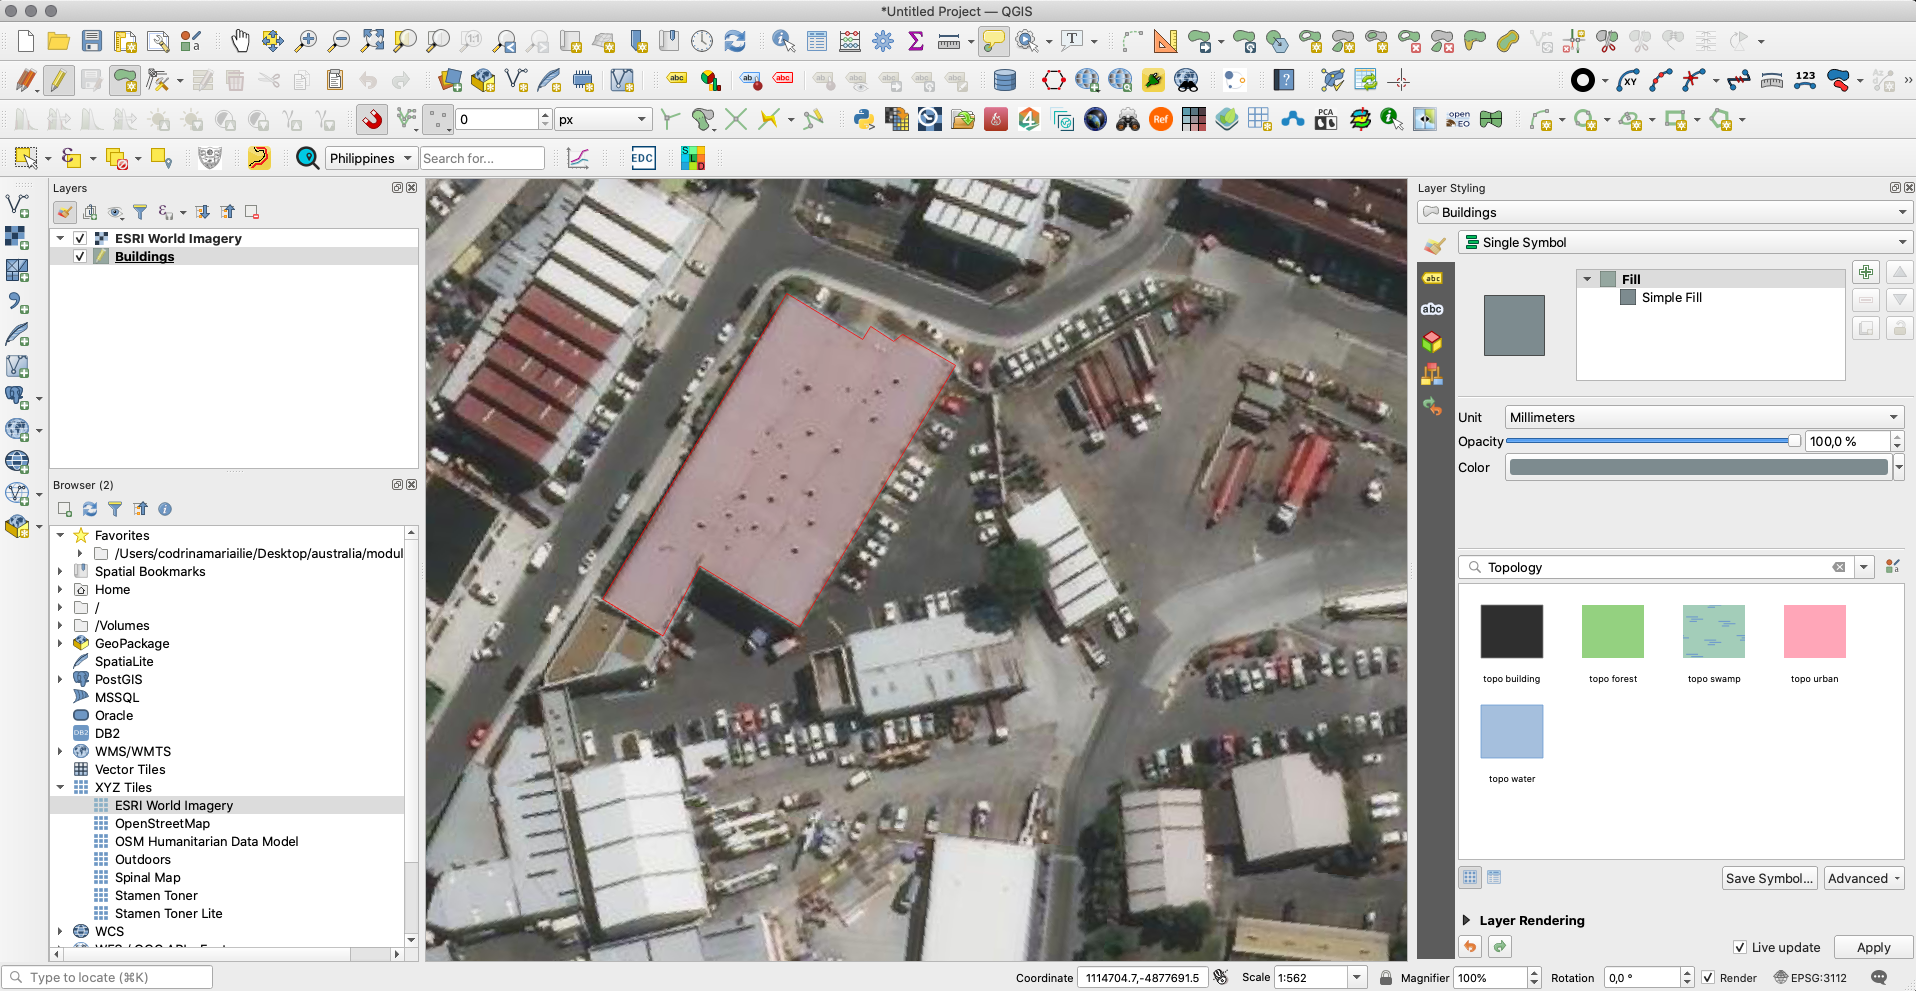 *Untitled Project — QGIS
0
px
Philippines
Search for...
EDC
Layers
ESRI World Imagery
Buildings
Browser (2)
Favorites
/Users/codrinamariailie/Desktop/australia/modul
Spatial Bookmarks
Home
/
/Volumes
GeoPackage
SpatiaLite
PostGIS
MSSQL
Oracle
DB2
WMS/WMTS
Vector Tiles
XYZ Tiles
ESRI World Imagery
OpenStreetMap
OSM Humanitarian Data Model
Outdoors
Spinal Map
Stamen Toner
Stamen Toner Lite
WCS
Layer Styling
Buildings
Single Symbol
Fill
Simple Fill
Unit
Millimeters
Opacity
100,0 %
Color
Topology
topo building
topo forest
topo swamp
topo urban
topo water
Save Symbol...
Advanced
Layer Rendering
Live update
Apply
Type to locate (⌘K)
Coordinate
1114704.7,-4877691.5
Scale
1:562
Magnifier
100%
Rotation
0,0 °
Render
EPSG:3112